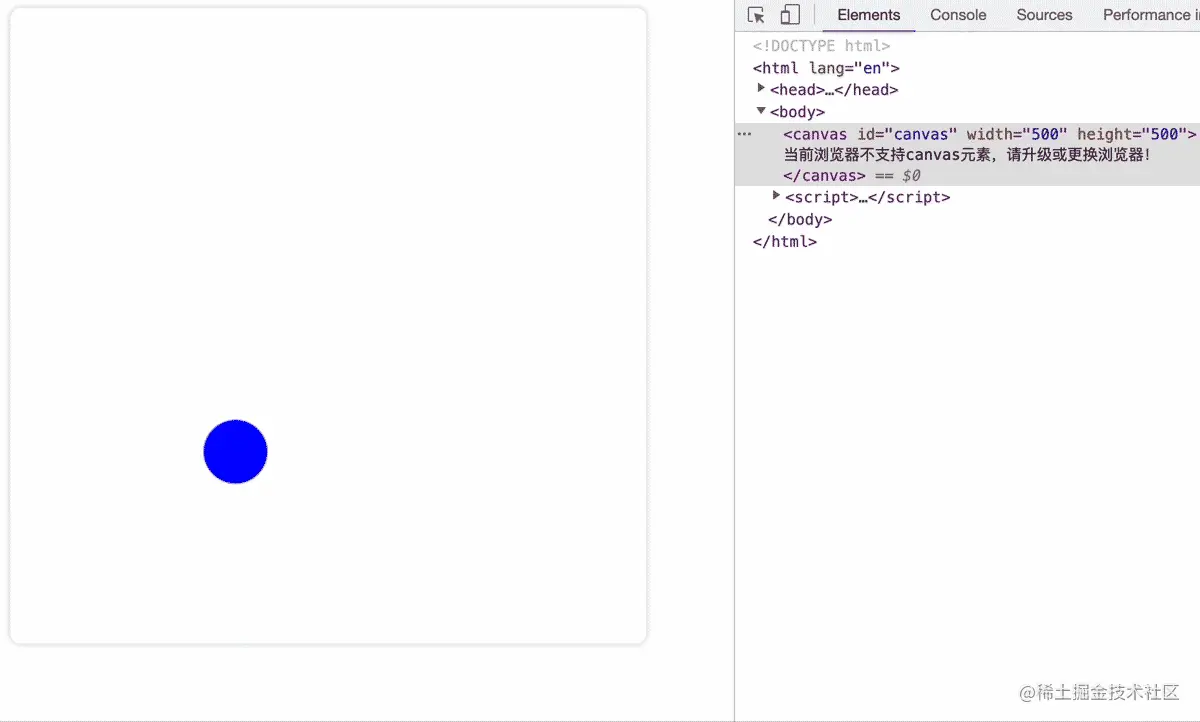 Elements Console Sources Performance in
<!DOCTYPE html>
<html lang="en">
<head>…</head>
<body>
<canvas id="canvas" width="500" height="500">
当前浏览器不支持canvas元素，请升级或更换浏览器！
</canvas> == $0
<script>…</script>
</body>
</html>
@稀土掘金技术社区